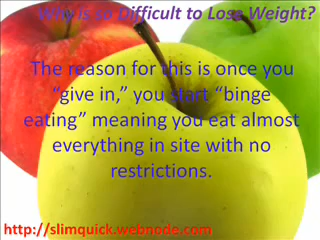 Why is so Difficult to Lose Weight?
The reason for this is once you
“give in,” you start “binge
eating” meaning you eat almost
everything in site with no
restrictions.
http://slimquick.webnode.com